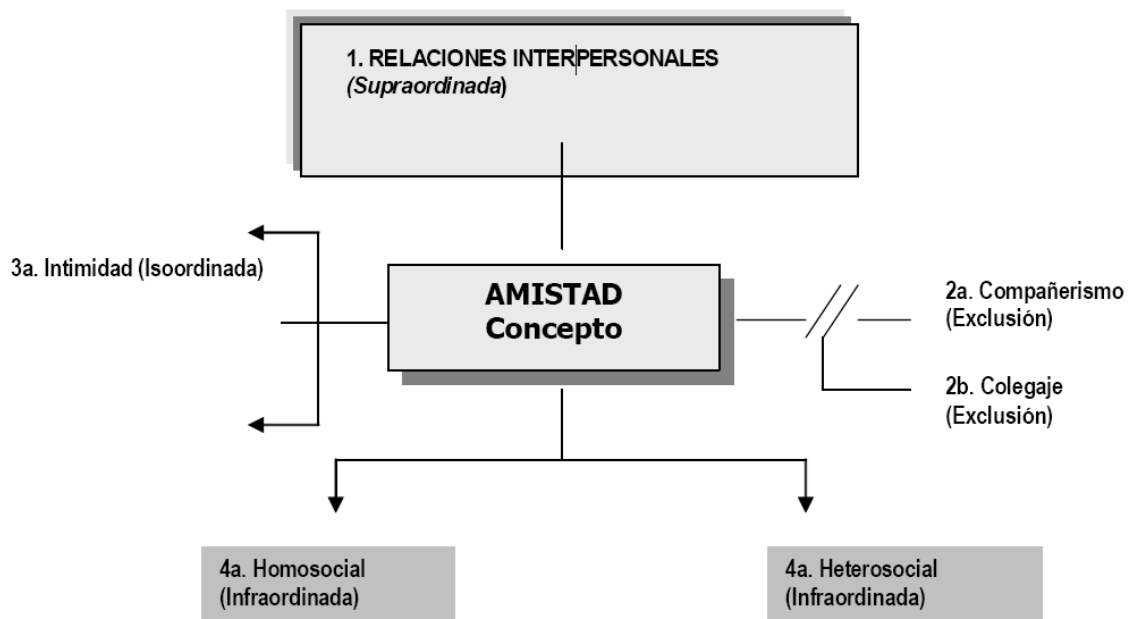 1. RELACIONES INTERPERSONALES
(Supraordinada)
3a. Intimidad (Isoordinada)
AMISTAD
Concepto
2a. Compañerismo
(Exclusión)
2b. Colegaje
(Exclusión)
4a. Homosocial
(Infraordinada)
4a. Heterosocial
(Infraordinada)